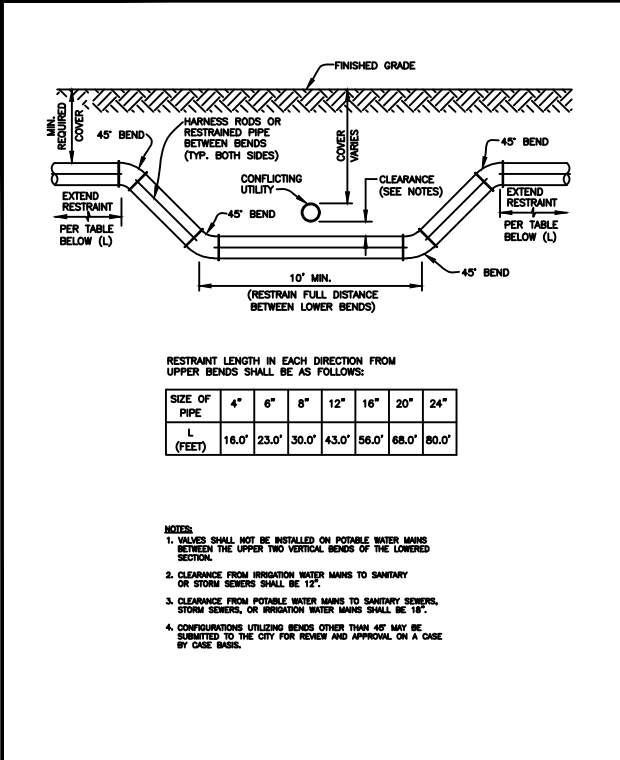 FINISHED GRADE
MIN.
REQUIRED
COVER
45° BEND
HARNESS RODS OR
RESTRAINED PIPE
BETWEEN BENDS
(TYP. BOTH SIDES)
COVER
VARIES
45° BEND
CONFLICTING
UTILITY
CLEARANCE
(SEE NOTES)
EXTEND
RESTRAINT
PER TABLE
BELOW (L)
45° BEND
EXTEND
RESTRAINT
PER TABLE
BELOW (L)
45° BEND
10' MIN.
(RESTRAIN FULL DISTANCE
BETWEEN LOWER BENDS)
RESTRAINT LENGTH IN EACH DIRECTION FROM
UPPER BENDS SHALL BE AS FOLLOWS:
SIZE OF
PIPE
4" 6" 8" 12" 16" 20" 24"
L
(FEET)
16.0' 23.0' 30.0' 43.0' 56.0' 68.0' 80.0'
NOTES:
1. VALVES SHALL NOT BE INSTALLED ON POTABLE WATER MAINS
BETWEEN THE UPPER TWO VERTICAL BENDS OF THE LOWERED
SECTION.
2. CLEARANCE FROM IRRIGATION WATER MAINS TO SANITARY
OR STORM SEWERS SHALL BE 12".
3. CLEARANCE FROM POTABLE WATER MAINS TO SANITARY SEWERS,
STORM SEWERS, OR IRRIGATION WATER MAINS SHALL BE 18".
4. CONFIGURATIONS UTILIZING BENDS OTHER THAN 45° MAY BE
SUBMITTED TO THE CITY FOR REVIEW AND APPROVAL ON A CASE
BY CASE BASIS.